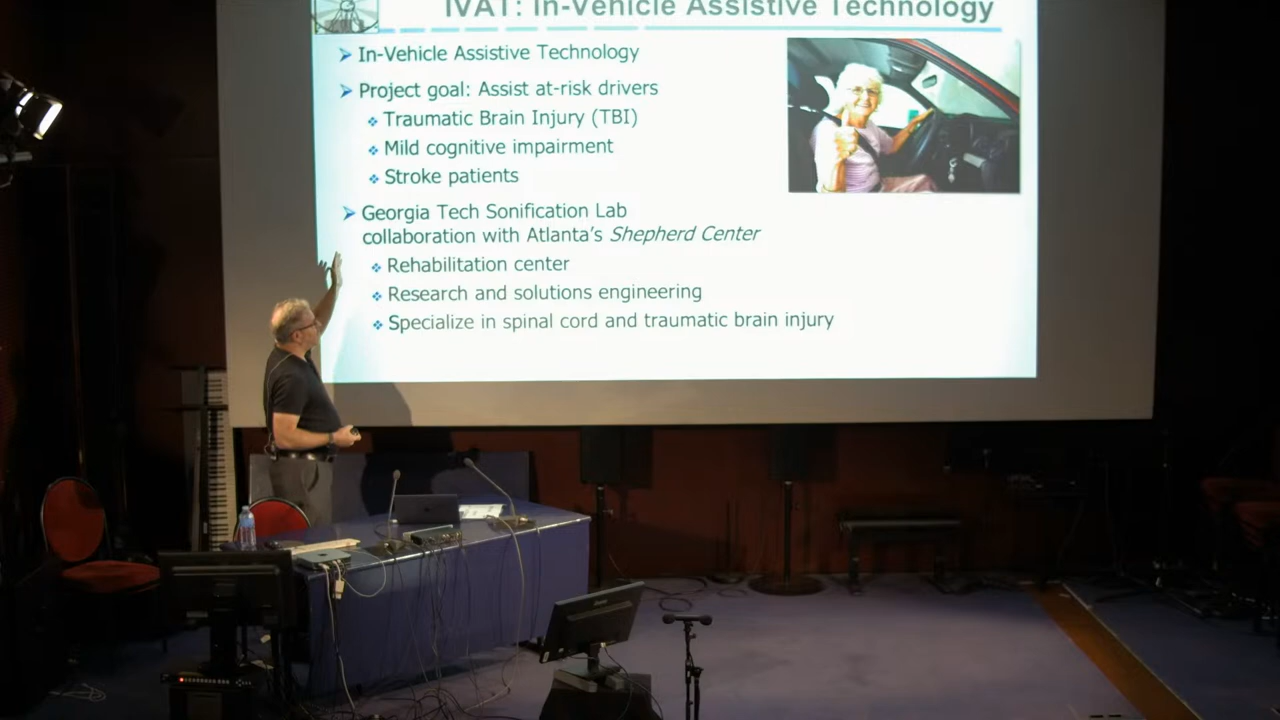 IVAT: In-Vehicle Assistive Technology
In-Vehicle Assistive Technology
Project goal: Assist at-risk drivers
Traumatic Brain Injury (TBI)
Mild cognitive impairment
Stroke patients
Georgia Tech Sonification Lab
collaboration with Atlanta's Shepherd Center
Rehabilitation center
Research and solutions engineering
Specialize in spinal cord and traumatic brain injury